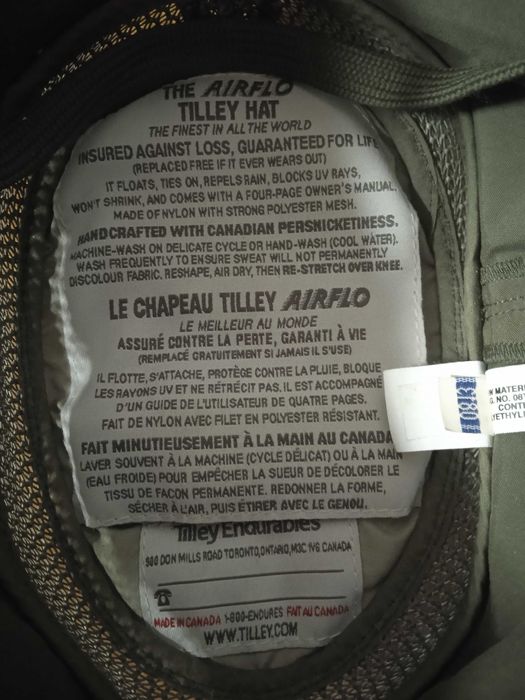 THE AIRFLO
TILLEY HAT
THE FINEST IN ALL THE WORLD
INSURED AGAINST LOSS, GUARANTEED FOR LIFE
(REPLACED FREE IF IT EVER WEARS OUT)
IT FLOATS, TIES ON, REPELS RAIN, BLOCKS UV RAYS,
WON'T SHRINK, AND COMES WITH A FOUR-PAGE OWNER'S MANUAL.
MADE OF NYLON WITH STRONG POLYESTER MESH.
HANDCRAFTED WITH CANADIAN PERSNICKETINESS.
MACHINE-WASH ON DELICATE CYCLE OR HAND-WASH (COOL WATER).
WASH FREQUENTLY TO ENSURE SWEAT WILL NOT PERMANENTLY
DISCOLOUR FABRIC. RESHAPE, AIR DRY, THEN RE-STRETCH OVER KNEE.
LE CHAPEAU TILLEY AIRFLO
LE MEILLEUR AU MONDE
ASSURÉ CONTRE LA PERTE, GARANTI À VIE
(REMPLACÉ GRATUITEMENT SI JAMAIS IL S'USE)
IL FLOTTE, S'ATTACHE, PROTÈGE CONTRE LA PLUIE, BLOQUE
LES RAYONS UV ET NE RÉTRÉCIT PAS. IL EST ACCOMPAGNÉ
D'UN GUIDE DE L'UTILISATEUR DE QUATRE PAGES.
FAIT DE NYLON AVEC FILET EN POLYESTER RÉSISTANT.
FAIT MINUTIEUSEMENT À LA MAIN AU CANADA
LAVER SOUVENT À LA MACHINE (CYCLE DÉLICAT) OU À LA MAIN
(EAU FROIDE) POUR EMPÊCHER LA SUEUR DE DÉCOLORER LE
TISSU DE FACON PERMANENTE. REDONNER LA FORME,
SÉCHER À L'AIR, PUIS ÉTIRER AVEC LE GENOU.
Tilley Endurables
900 DON MILLS ROAD TORONTO, ONTARIO, M3C 1V6 CANADA
MADE IN CANADA 1-800-ENDURES FAIT AU CANADA
WWW.TILLEY.COM
MATER
NO. 08
CONT